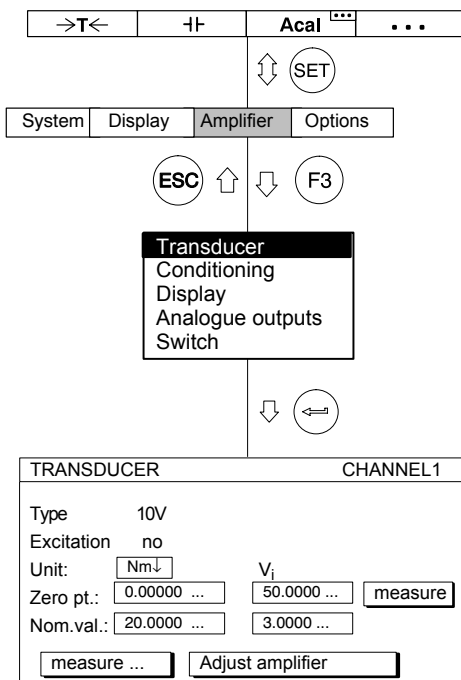 →T← ⊣⊢ Acal ... ...
SET
System Display Amplifier Options
ESC F3
Transducer
Conditioning
Display
Analogue outputs
Switch
TRANSDUCER CHANNEL1
Type 10V
Excitation no
Unit: Nm↓ Vi
Zero pt.: 0.00000 ... 50.0000 ... measure
Nom.val.: 20.0000 ... 3.0000 ...
measure ... Adjust amplifier